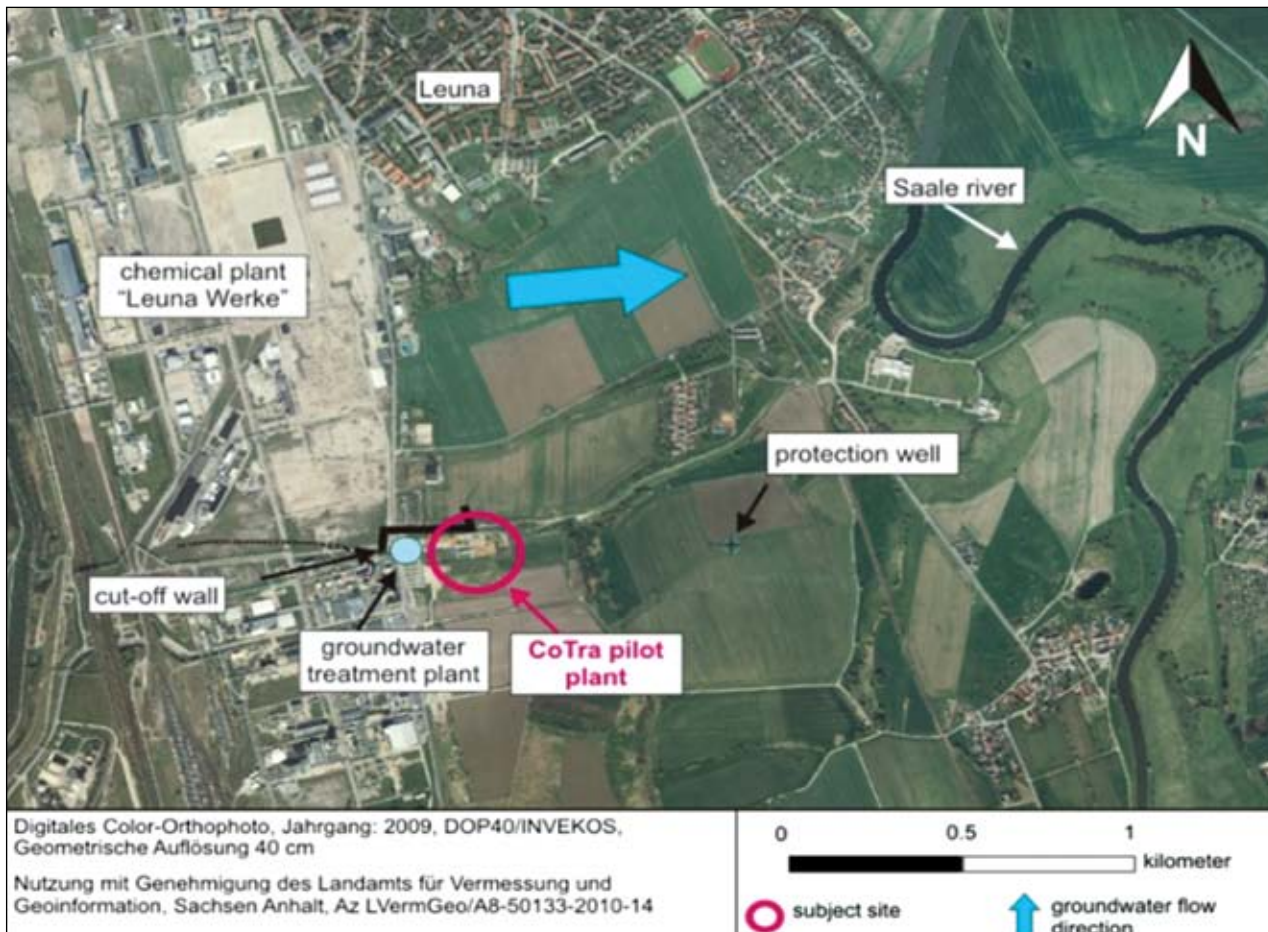 Leuna
N
Saale river
chemical plant
"Leuna Werke"
protection well
cut-off wall
groundwater
treatment plant
CoTra pilot
plant
Digitales Color-Orthophoto, Jahrgang: 2009, DOP40/INVEKOS,
Geometrische Auflösung 40 cm
Nutzung mit Genehmigung des Landamts für Vermessung und
Geoinformation, Sachsen Anhalt, Az LVermGeo/A8-50133-2010-14
0 0.5 1
kilometer
subject site
groundwater flow
direction